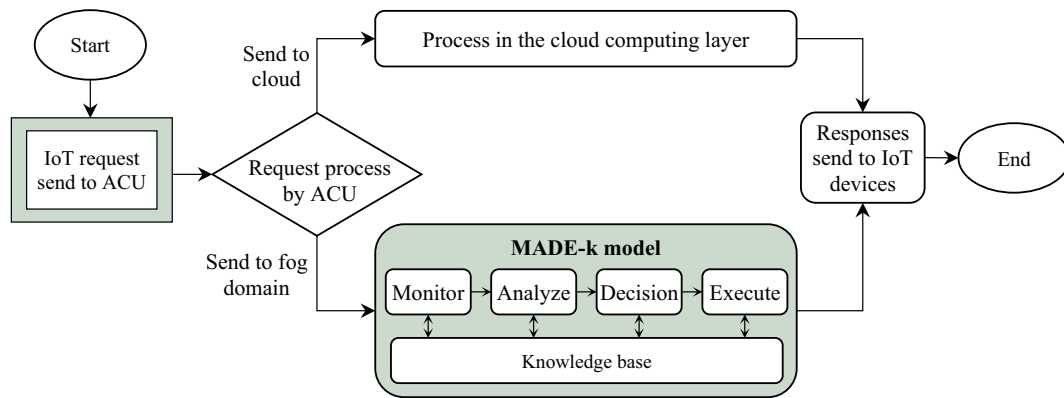 Start
IoT request
send to ACU
Send to
cloud
Request process
by ACU
Send to fog
domain
Process in the cloud computing layer
MADE-k model
Monitor
Analyze
Decision
Execute
Knowledge base
Responses
send to IoT
devices
End